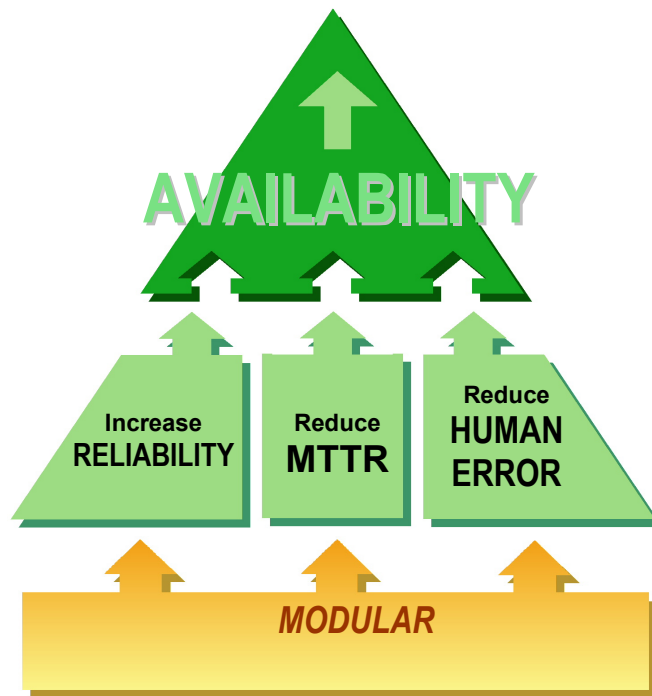 AVAILABILITY
Increase
RELIABILITY
Reduce
MTTR
Reduce
HUMAN
ERROR
MODULAR